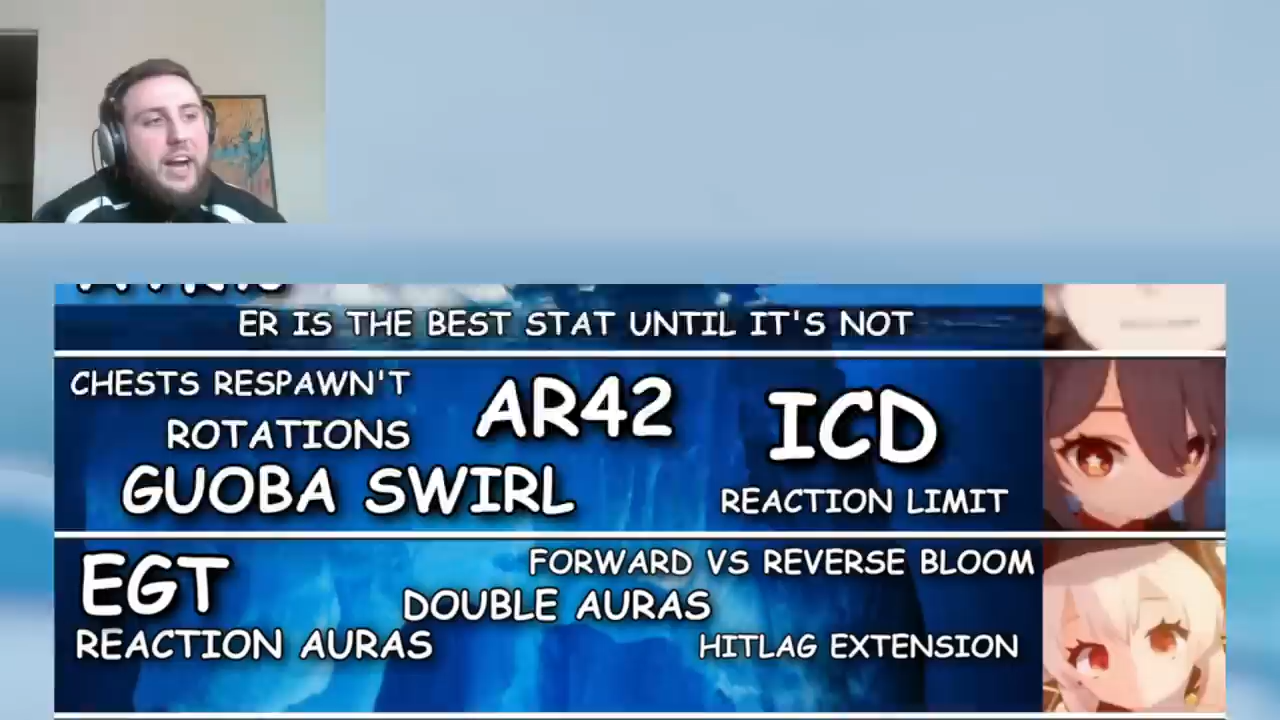 ER IS THE BEST STAT UNTIL IT'S NOT
CHESTS RESPAWN'T
AR42
ICD
ROTATIONS
GUOBA SWIRL
REACTION LIMIT
EGT
FORWARD VS REVERSE BLOOM
DOUBLE AURAS
REACTION AURAS
HITLAG EXTENSION